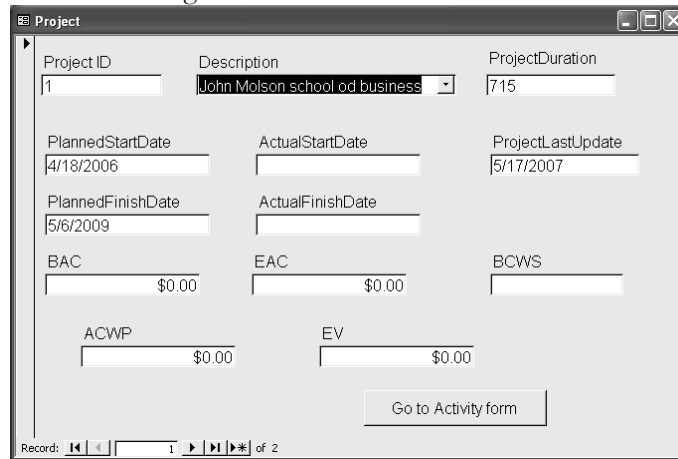 Project
Project ID Description ProjectDuration
1 John Molson school od business 715
PlannedStartDate ActualStartDate ProjectLastUpdate
4/18/2006 5/17/2007
PlannedFinishDate ActualFinishDate
5/6/2009
BAC EAC BCWS
$0.00 $0.00
ACWP EV
$0.00 $0.00
Go to Activity form
Record: 1 of 2